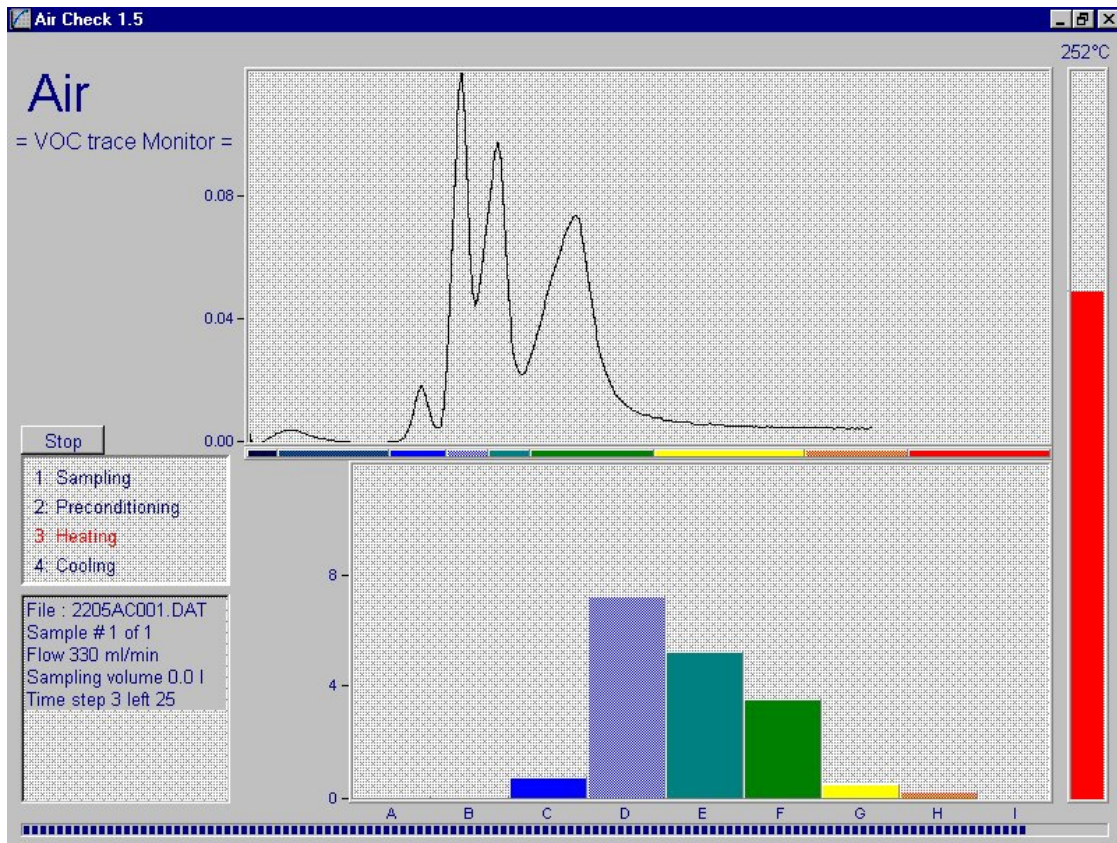 Air Check 1.5
252°C
Air
= VOC trace Monitor =
0.08
0.04
0.00
Stop
1: Sampling
2: Preconditioning
3: Heating
4: Cooling
File : 2205AC001.DAT
Sample # 1 of 1
Flow 330 ml/min
Sampling volume 0.0 l
Time step 3 left 25
8
4
0
A B C D E F G H I